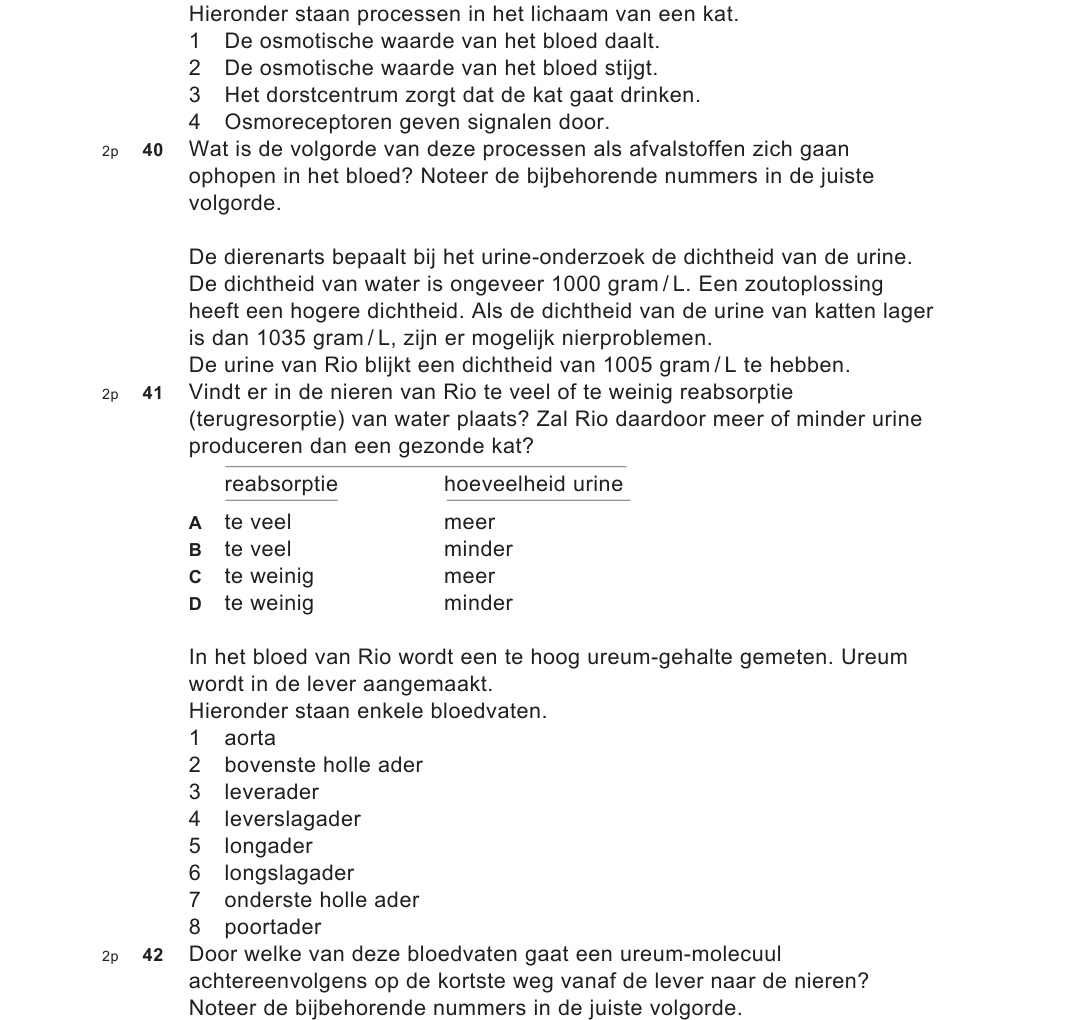 Hieronder staan processen in het lichaam van een kat.
1 De osmotische waarde van het bloed daalt.
2 De osmotische waarde van het bloed stijgt.
3 Het dorstcentrum zorgt dat de kat gaat drinken.
4 Osmoreceptoren geven signalen door.
2p 40 Wat is de volgorde van deze processen als afvalstoffen zich gaan
ophopen in het bloed? Noteer de bijbehorende nummers in de juiste
volgorde.
De dierenarts bepaalt bij het urine-onderzoek de dichtheid van de urine.
De dichtheid van water is ongeveer 1000 gram/L. Een zoutoplossing
heeft een hogere dichtheid. Als de dichtheid van de urine van katten lager
is dan 1035 gram/L, zijn er mogelijk nierproblemen.
De urine van Rio blijkt een dichtheid van 1005 gram/L te hebben.
2p 41 Vindt er in de nieren van Rio te veel of te weinig reabsorptie
(terugresorptie) van water plaats? Zal Rio daardoor meer of minder urine
produceren dan een gezonde kat?
reabsorptie hoeveelheid urine
A te veel meer
B te veel minder
C te weinig meer
D te weinig minder
In het bloed van Rio wordt een te hoog ureum-gehalte gemeten. Ureum
wordt in de lever aangemaakt.
Hieronder staan enkele bloedvaten.
1 aorta
2 bovenste holle ader
3 leverader
4 leverslagader
5 longader
6 longslagader
7 onderste holle ader
8 poortader
2p 42 Door welke van deze bloedvaten gaat een ureum-molecuul
achtereenvolgens op de kortste weg vanaf de lever naar de nieren?
Noteer de bijbehorende nummers in de juiste volgorde.